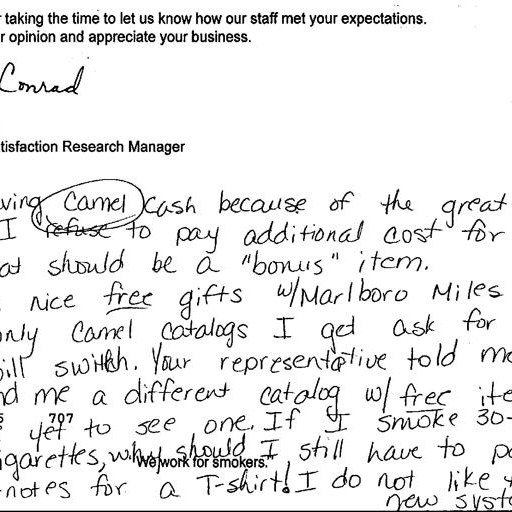 taking the time to let us know how our staff met your expectations.
r opinion and appreciate your business.
Conrad
tisfaction Research Manager
ving Camel cash because of the great
I refuse to pay additional cost for
at should be a "bonus" item.
nice free gifts w/Marlboro Miles
only Camel catalogs I get ask for
ill switch. Your representative told me
nd me a different catalog w/ free ite
707
yet to see one. If I smoke 30-
igarettes, why should I still have to pa
We work for smokers.
notes for a T-shirt! I do not like
new syste